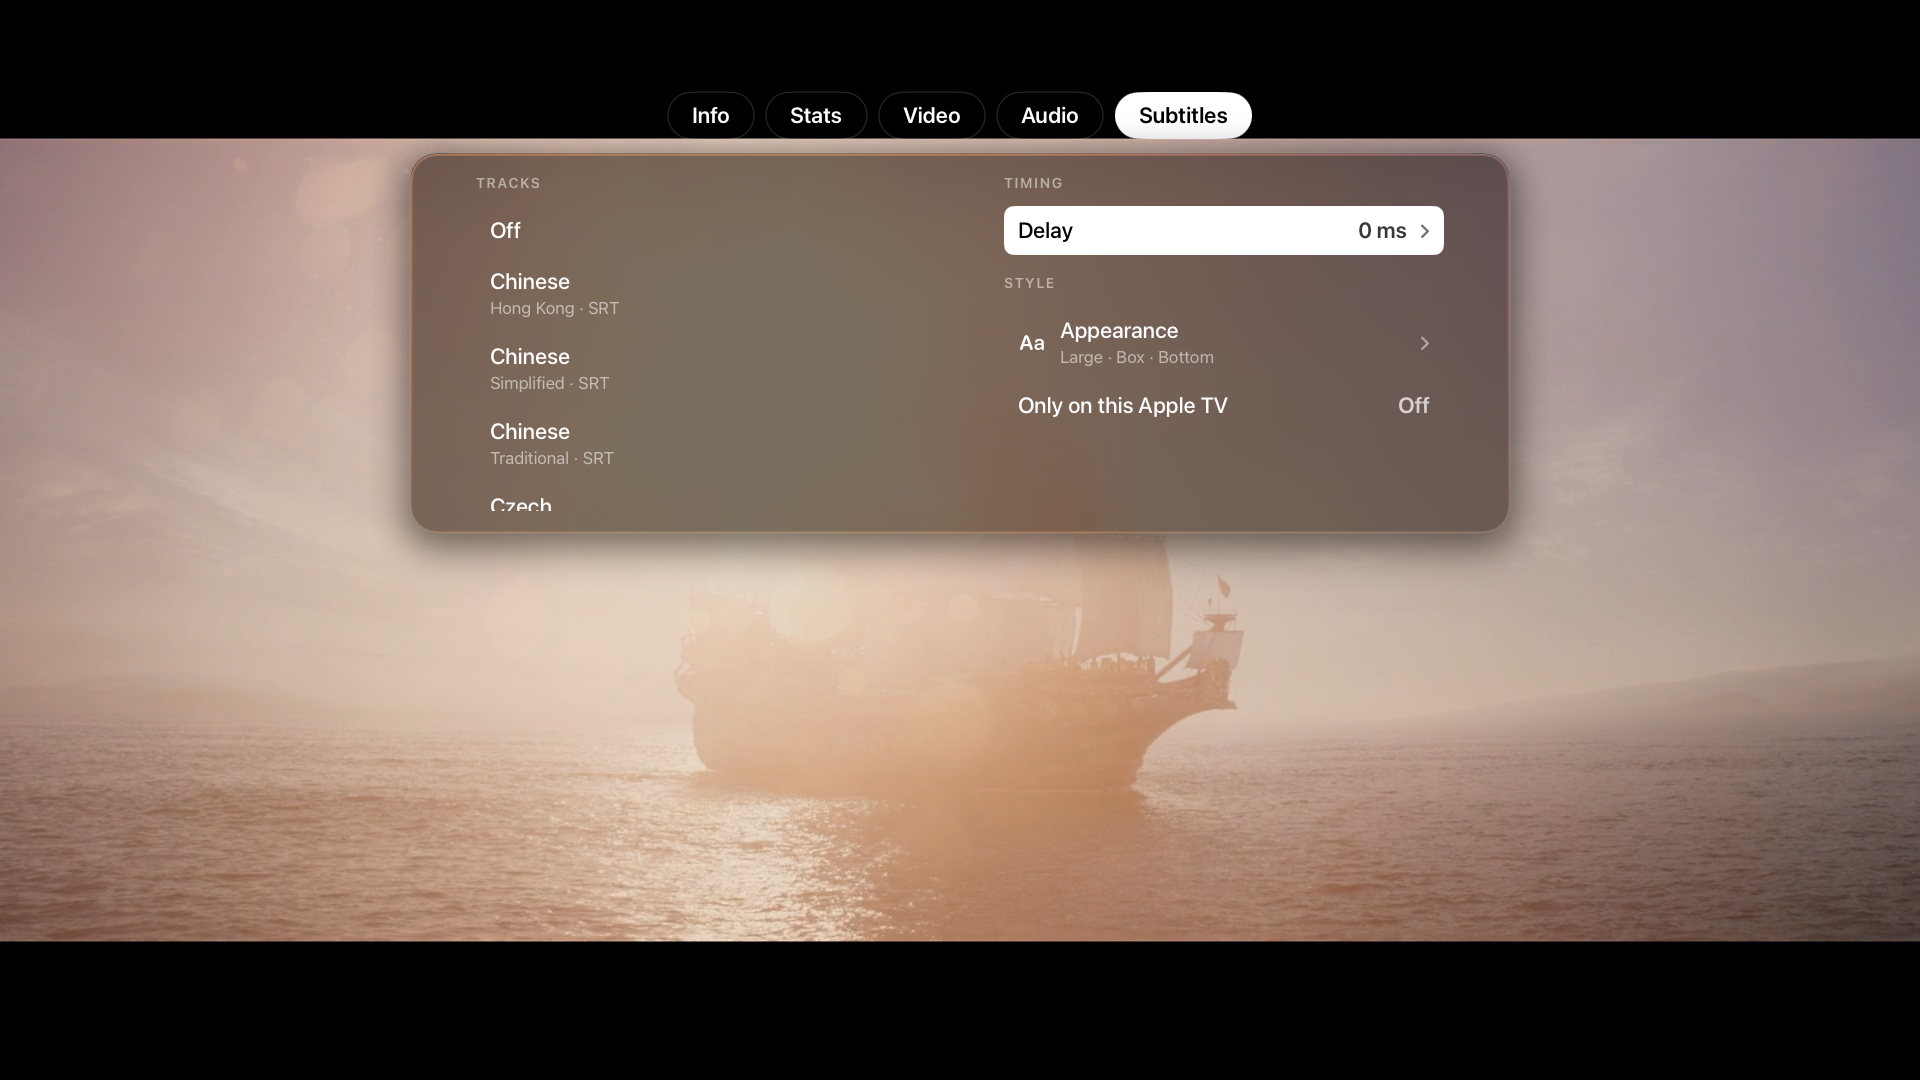 Info
Stats
Video
Audio
Subtitles
TRACKS
Off
Chinese
Hong Kong · SRT
Chinese
Simplified · SRT
Chinese
Traditional · SRT
Czech
TIMING
Delay 0 ms
STYLE
Aa Appearance
Large · Box · Bottom
Only on this Apple TV Off